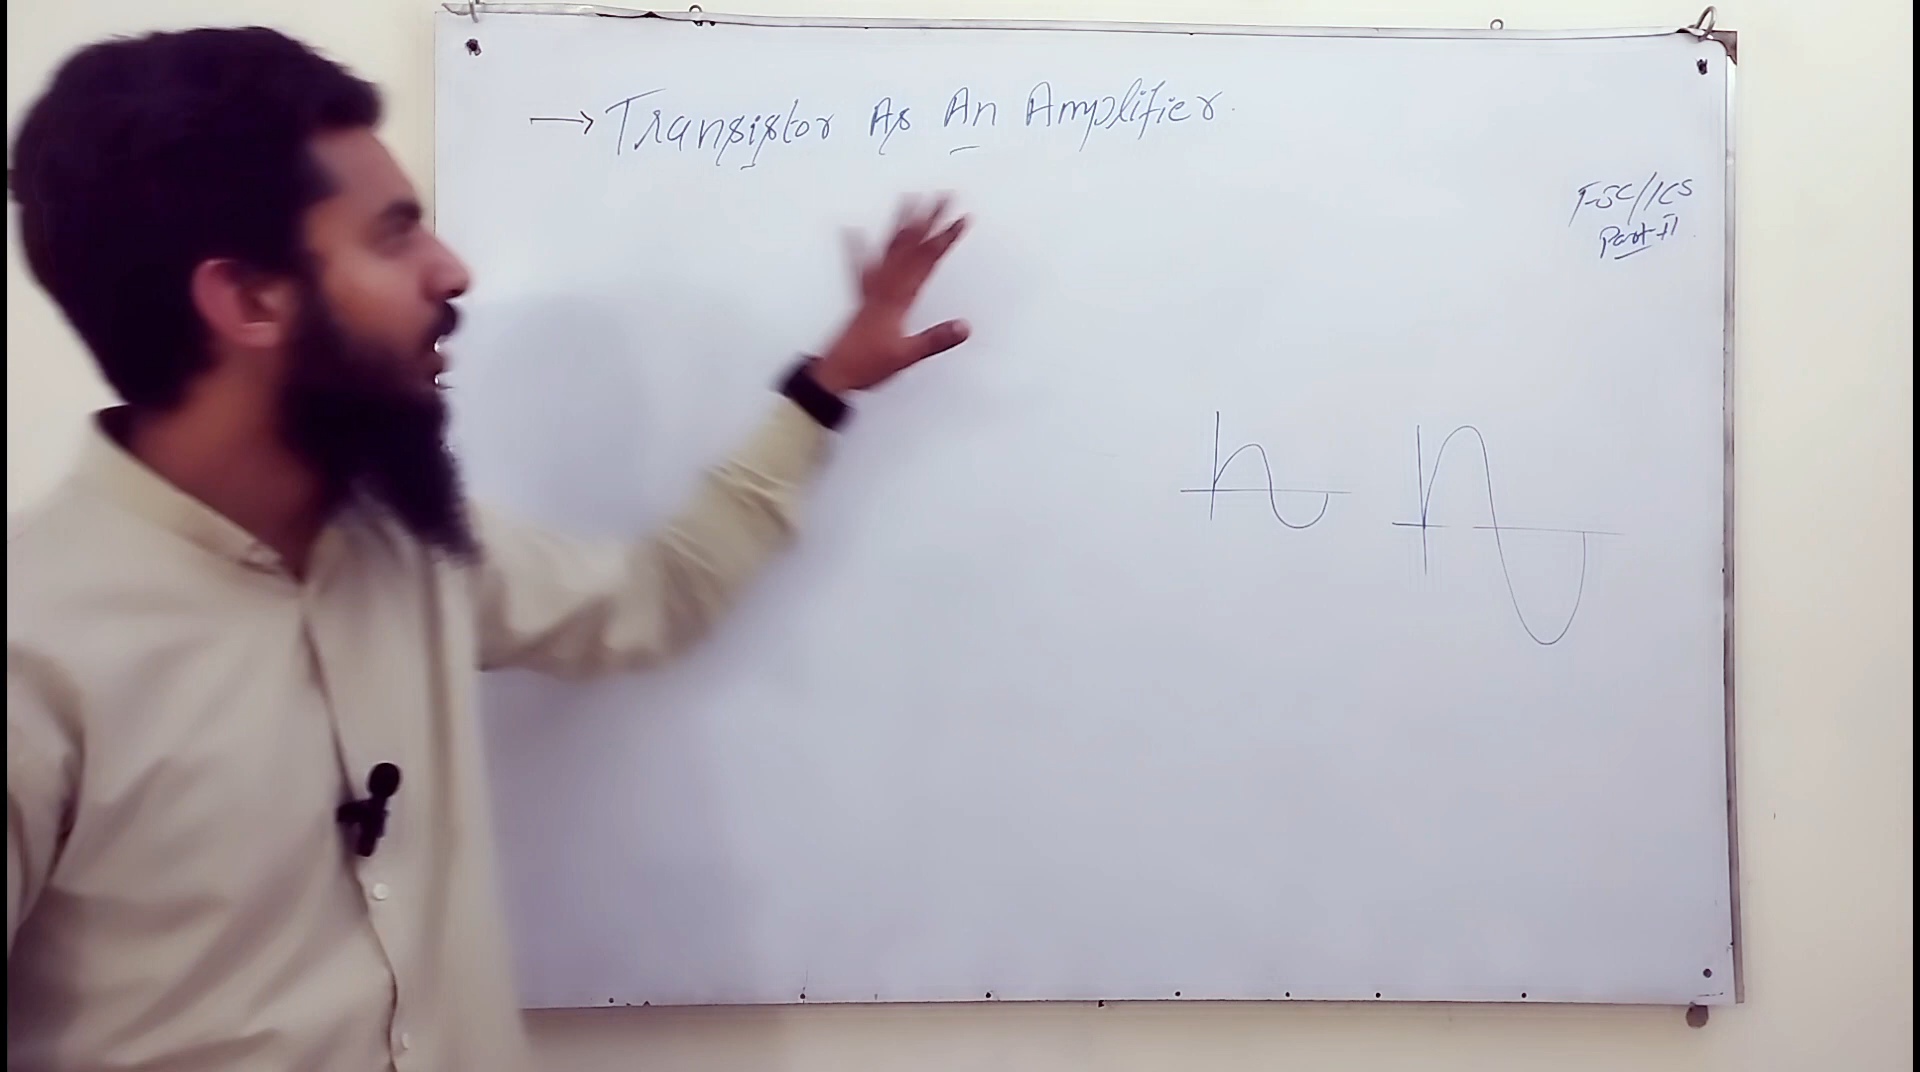 → Transistor As An Amplifier.
F.SC/ICS
Part-II